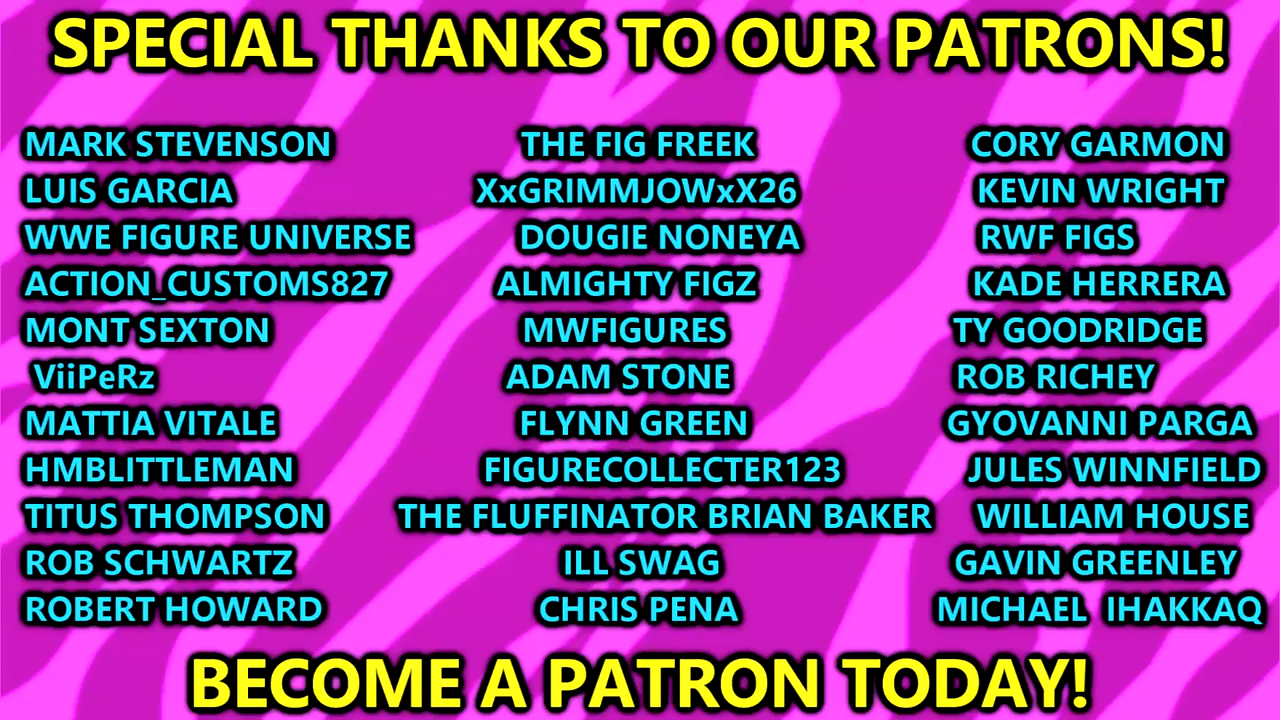 SPECIAL THANKS TO OUR PATRONS!
MARK STEVENSON
LUIS GARCIA
WWE FIGURE UNIVERSE
ACTION_CUSTOMS827
MONT SEXTON
ViiPeRz
MATTIA VITALE
HMBLITTLEMAN
TITUS THOMPSON
ROB SCHWARTZ
ROBERT HOWARD
THE FIG FREEK
XxGRIMMJOWxX26
DOUGIE NONEYA
ALMIGHTY FIGZ
MWFIGURES
ADAM STONE
FLYNN GREEN
FIGURECOLLECTER123
THE FLUFFINATOR BRIAN BAKER
ILL SWAG
CHRIS PENA
CORY GARMON
KEVIN WRIGHT
RWF FIGS
KADE HERRERA
TY GOODRIDGE
ROB RICHEY
GYOVANNI PARGA
JULES WINNFIELD
WILLIAM HOUSE
GAVIN GREENLEY
MICHAEL IHAKKAQ
BECOME A PATRON TODAY!